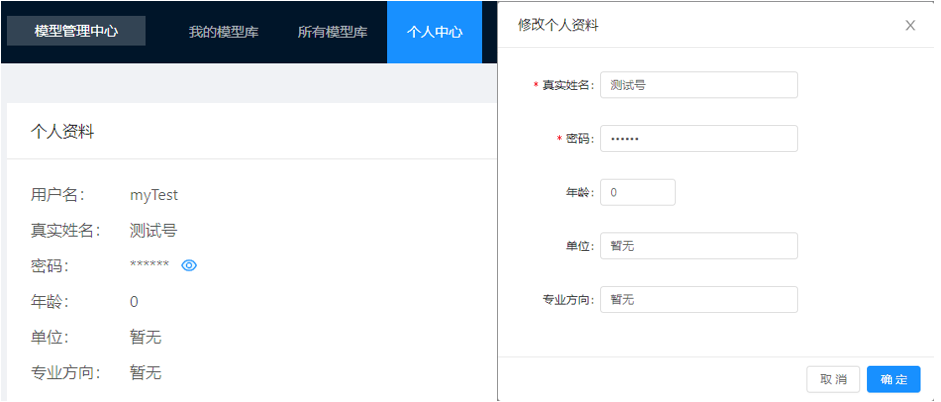 模型管理中心 我的模型库 所有模型库 个人中心
个人资料
用户名： myTest
真实姓名： 测试号
密码： ******
年龄： 0
单位： 暂无
专业方向： 暂无
修改个人资料
* 真实姓名： 测试号
* 密码： ••••••
年龄： 0
单位： 暂无
专业方向： 暂无
取 消 确 定